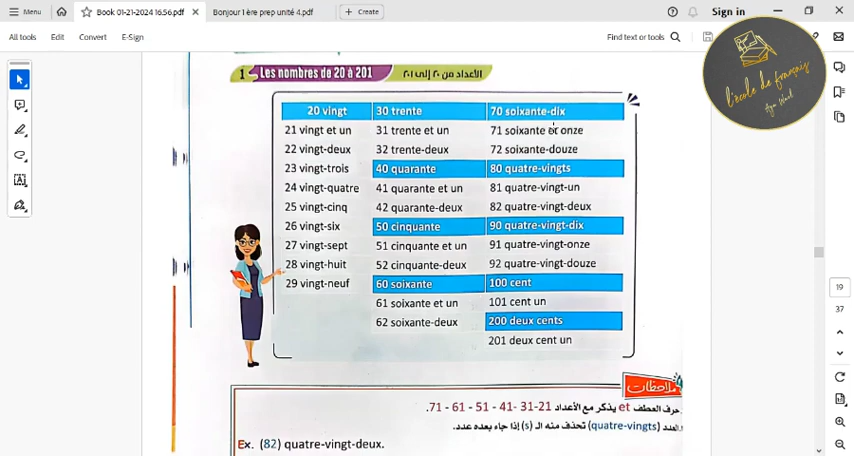 Menu
Book 01-21-2024 16.56.pdf
Bonjour 1 ère prep unité 4.pdf
Create
Sign in
All tools Edit Convert E-Sign
Find text or tools
l'école de français
1 Les nombres de 20 à 201 الأعداد من ٢٠ إلى ٢٠١
20 vingt 30 trente 70 soixante-dix
21 vingt et un 31 trente et un 71 soixante et onze
22 vingt-deux 32 trente-deux 72 soixante-douze
23 vingt-trois 40 quarante 80 quatre-vingts
24 vingt-quatre 41 quarante et un 81 quatre-vingt-un
25 vingt-cinq 42 quarante-deux 82 quatre-vingt-deux
26 vingt-six 50 cinquante 90 quatre-vingt-dix
27 vingt-sept 51 cinquante et un 91 quatre-vingt-onze
28 vingt-huit 52 cinquante-deux 92 quatre-vingt-douze
29 vingt-neuf 60 soixante 100 cent
61 soixante et un 101 cent un
62 soixante-deux 200 deux cents
201 deux cent un
ملاحظات
حرف العطف et يذكر مع الأعداد 21-31 -41 - 51 - 61 - 71.
العدد (quatre-vingts) تحذف منه الـ (s) إذا جاء بعده عدد.
Ex. (82) quatre-vingt-deux.
19
37